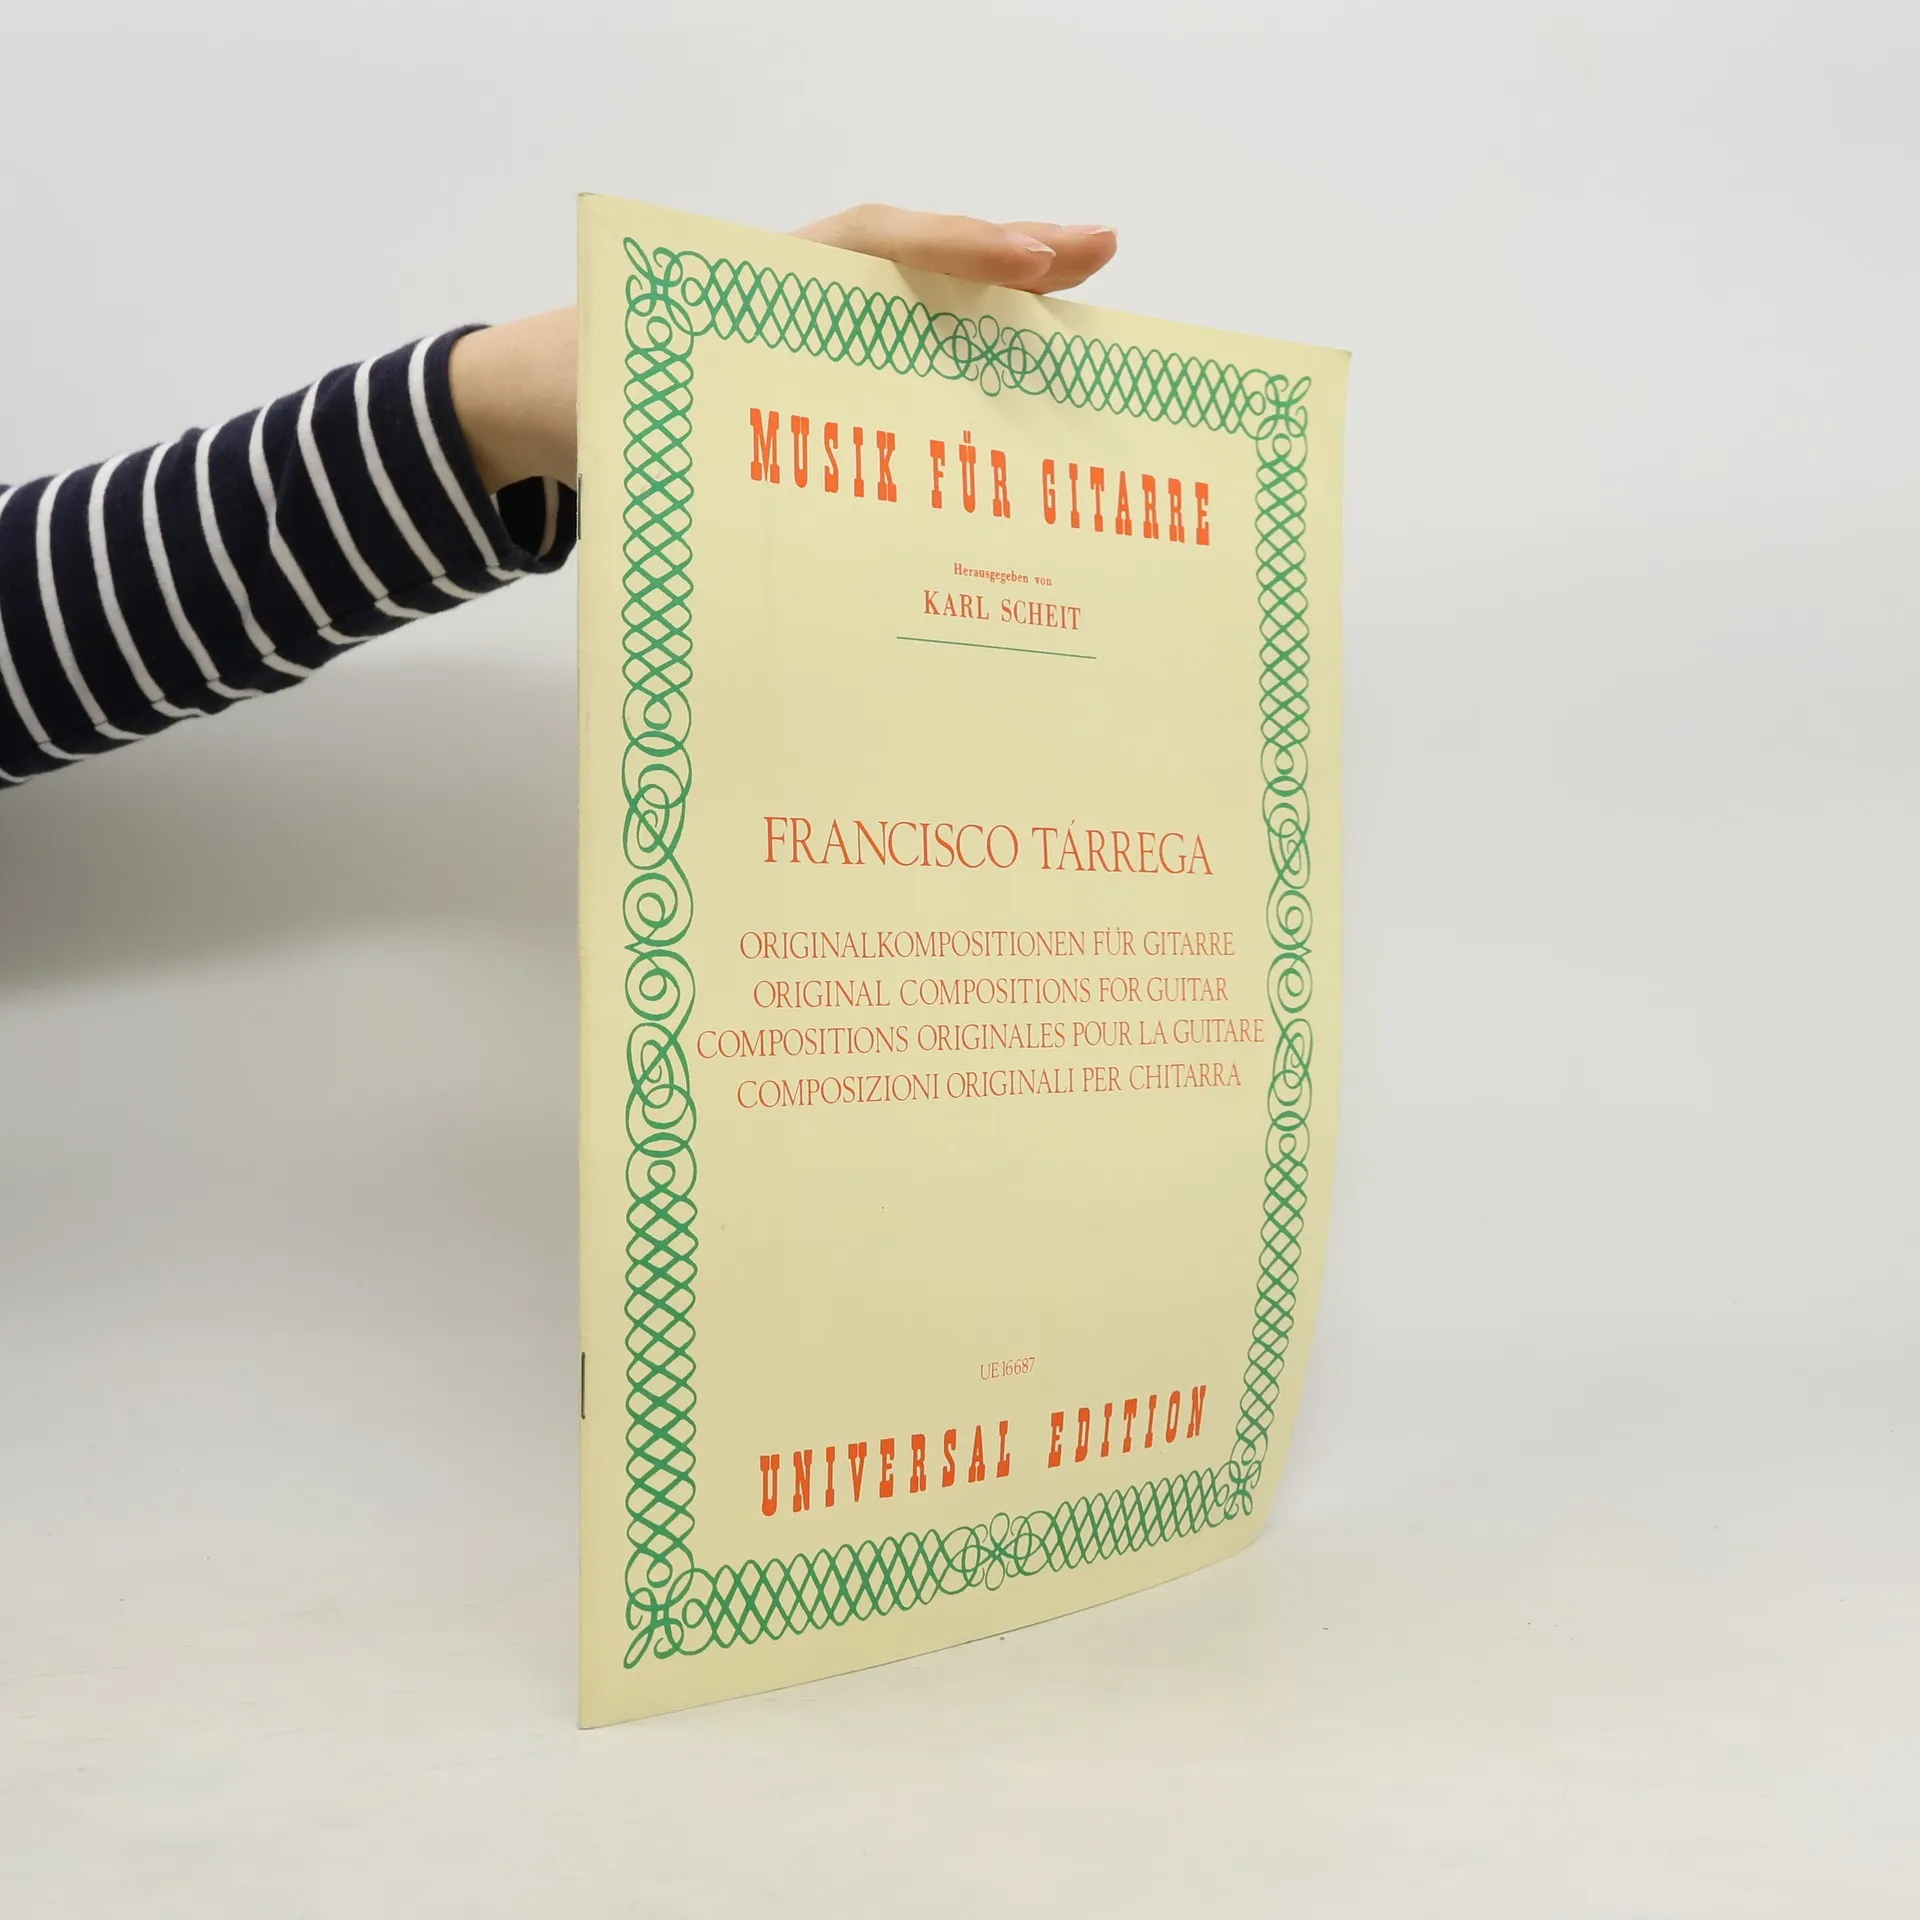 MUSIK FÜR GITARRE
Herausgegeben von
KARL SCHEIT
FRANCISCO TÁRREGA
ORIGINALKOMPOSITIONEN FÜR GITARRE
ORIGINAL COMPOSITIONS FOR GUITAR
COMPOSITIONS ORIGINALES POUR LA GUITARE
COMPOSIZIONI ORIGINALI PER CHITARRA
UE 16687
UNIVERSAL EDITION